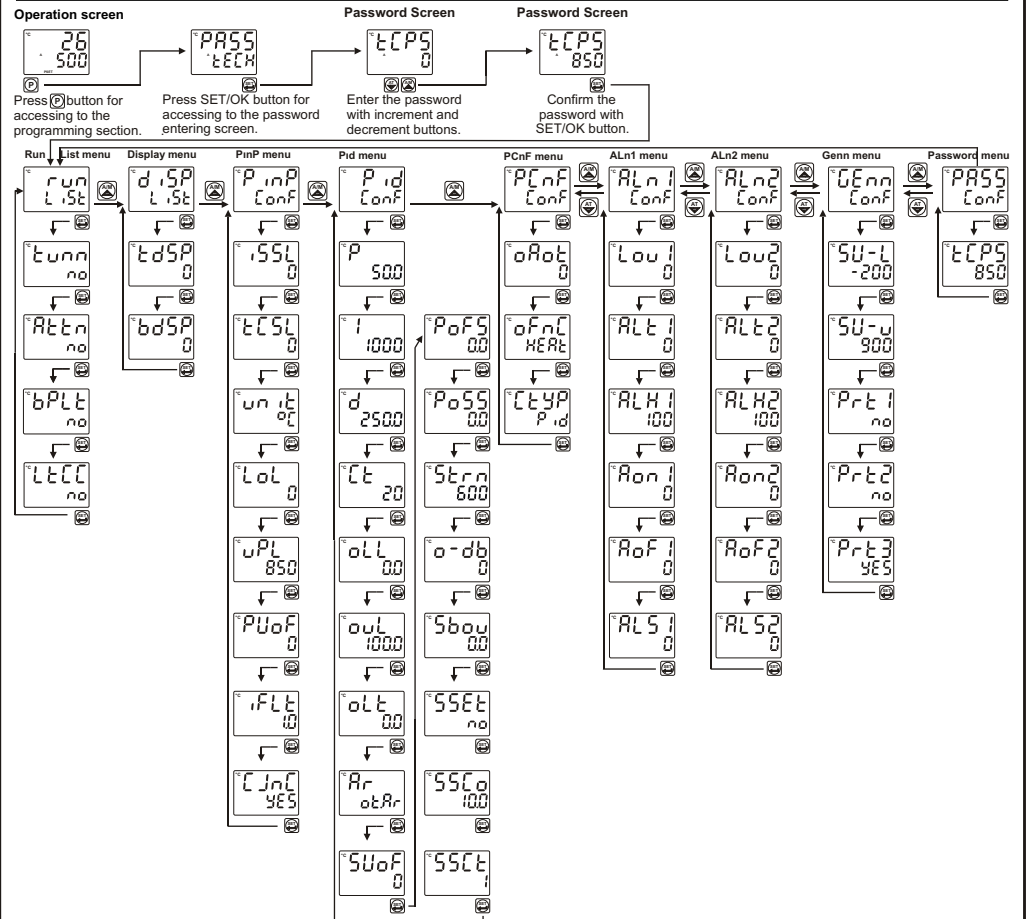 Operation screen
Password Screen
Password Screen
°C 26
500
PSET
PASS
tECH
°C tCPS
0
°C tCPS
850
P
SET
AT A/M
SET
Press P button for
accessing to the
programming section.
Press SET/OK button for
accessing to the password
entering screen.
Enter the password
with increment and
decrement buttons.
Confirm the
password with
SET/OK button.
Run List menu
Display menu
PınP menu
Pıd menu
PCnF menu
ALn1 menu
ALn2 menu
Genn menu
Password menu
run
LiSt
tunn
no
Attn
no
bPLt
no
LtCC
no
diSP
LiSt
tdSP
0
bdSP
0
PinP
ConF
iSSL
0
tCSL
0
unit
°C
LoL
0
uPL
850
PUoF
0
iFLt
1.0
CJnC
YES
Pid
ConF
P
50.0
I
1000
d
250.0
Ct
20
oLL
0.0
ouL
100.0
oLt
0.0
Ar
ot.Ar
SUoF
0
PoFS
0.0
PoSS
0.0
Strn
600
o-db
0
Sbou
0.0
SSEt
no
SSCo
10.0
SSCt
1
PCnF
ConF
oAot
0
oFnC
HEAt
CtYP
Pid
ALn1
ConF
Lou1
0
ALt1
0
ALH1
100
Aon1
0
AoF1
0
ALS1
0
ALn2
ConF
Lou2
0
ALt2
0
ALH2
100
Aon2
0
AoF2
0
ALS2
0
GEnn
ConF
SU-L
-200
SU-u
900
Prt1
no
Prt2
no
Prt3
YES
PASS
ConF
tCPS
850